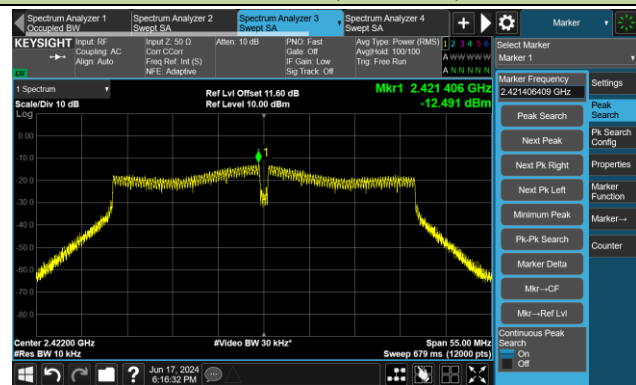 Spectrum Analyzer 1
Occupied BW
Spectrum Analyzer 2
Swept SA
Spectrum Analyzer 3
Swept SA
Spectrum Analyzer 4
Swept SA
Marker
KEYSIGHT
Input: RF
Coupling: AC
Align: Auto
Input Z: 50 Ω
Corr CCorr
Freq Ref: Int (S)
NFE: Adaptive
Atten: 10 dB
PNO: Fast
Gate: Off
IF Gain: Low
Sig Track: Off
Avg Type: Power (RMS)
Avg|Hold: 100/100
Trig: Free Run
1 2 3 4 5 6
A W W W W W
A N N N N N
Select Marker
Marker 1
1 Spectrum
Scale/Div 10 dB
Log
Ref Lvl Offset 11.60 dB
Ref Level 10.00 dBm
Mkr1 2.421 406 GHz
-12.491 dBm
0.00
-10.0
-20.0
-30.0
-40.0
-50.0
-60.0
-70.0
-80.0
1
Center 2.42200 GHz
#Res BW 10 kHz
#Video BW 30 kHz*
Span 55.00 MHz
Sweep 679 ms (12000 pts)
Marker Frequency
2.421406409 GHz
Peak Search
Next Peak
Next Pk Right
Next Pk Left
Minimum Peak
Pk-Pk Search
Marker Delta
Mkr→CF
Mkr→Ref Lvl
Continuous Peak
Search
On
Off
Settings
Peak
Search
Pk Search
Config
Properties
Marker
Function
Marker→
Counter
Jun 17, 2024
6:16:32 PM